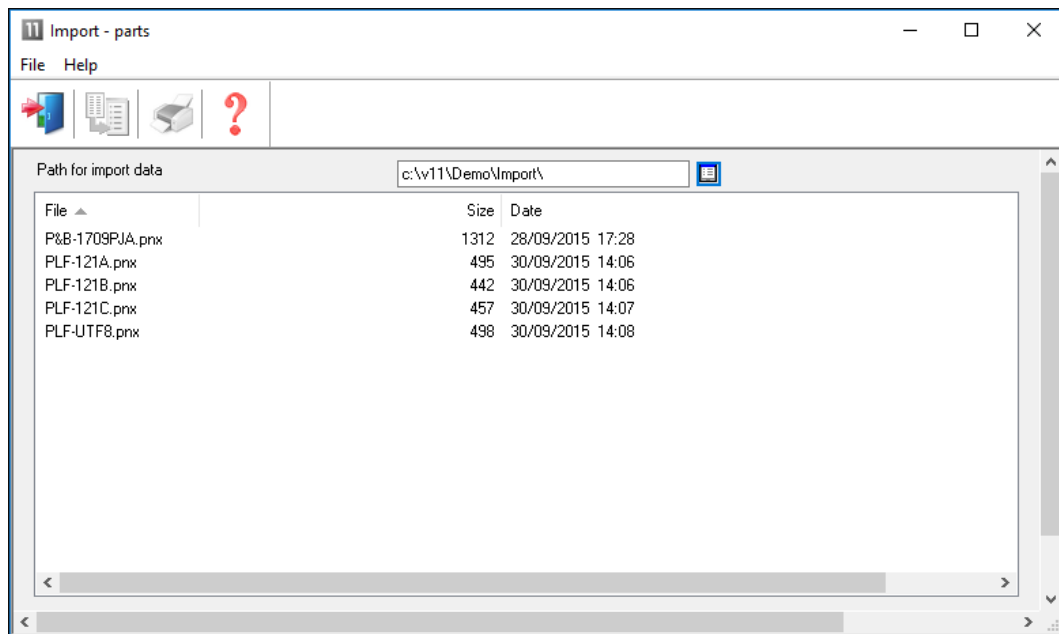 11 Import - parts
File Help
?
Path for import data c:\v11\Demo\Import\
File Size Date
P&B-1709PJA.pnx 1312 28/09/2015 17:28
PLF-121A.pnx 495 30/09/2015 14:06
PLF-121B.pnx 442 30/09/2015 14:06
PLF-121C.pnx 457 30/09/2015 14:07
PLF-UTF8.pnx 498 30/09/2015 14:08